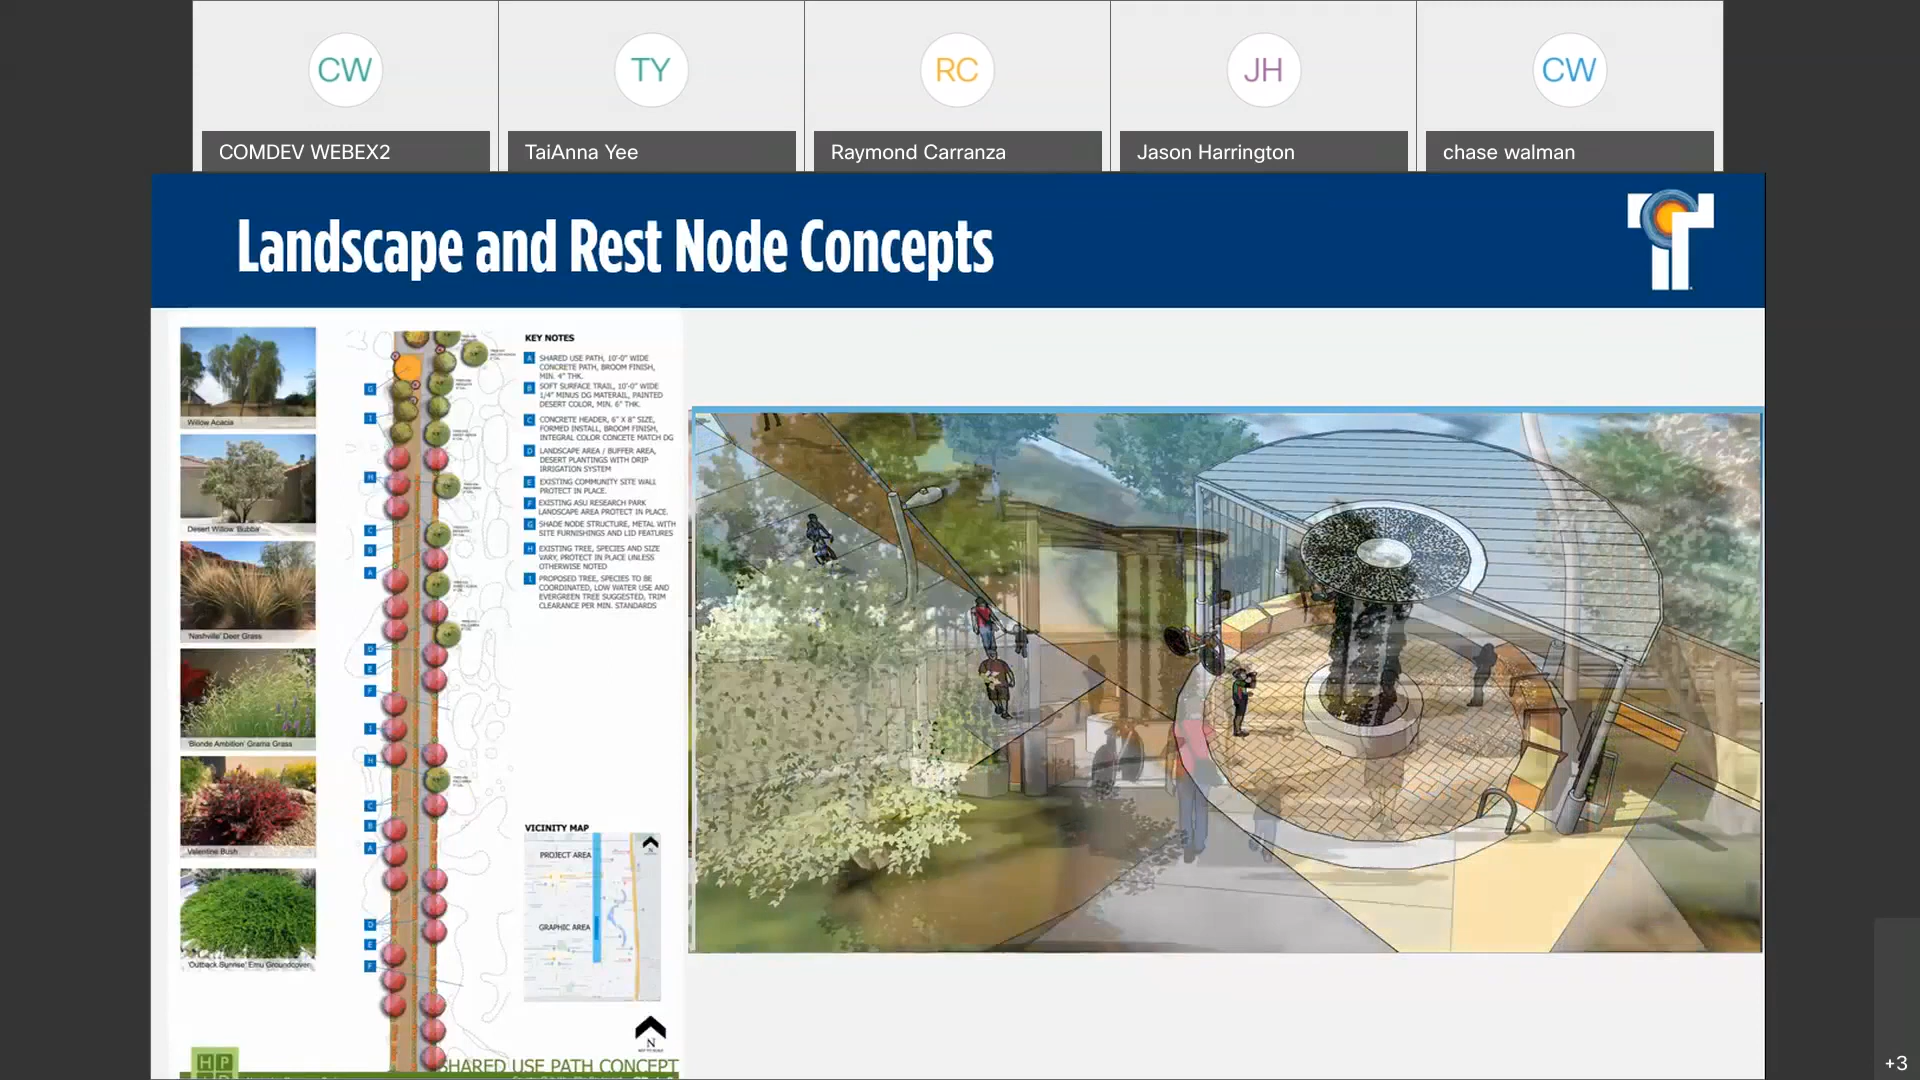 CW
TY
RC
JH
CW
COMDEV WEBEX2
TaiAnna Yee
Raymond Carranza
Jason Harrington
chase walman
Landscape and Rest Node Concepts
Willow Acacia
Desert Willow 'Bubba'
'Nashville' Deer Grass
'Blonde Ambition' Grama Grass
Valentine Bush
'Outback Sunrise' Emu Groundcover
G
I
H
C
B
A
D
E
F
I
H
C
B
A
D
E
F
KEY NOTES
A SHARED USE PATH, 10'-0" WIDE
CONCRETE PATH, BROOM FINISH,
MIN. 4" THK.
B SOFT SURFACE TRAIL, 10'-0" WIDE
1/4" MINUS DG MATERAIL, PAINTED
DESERT COLOR, MIN. 6" THK.
C CONCRETE HEADER, 6" X 8" SIZE,
FORMED INSTALL, BROOM FINISH,
INTEGRAL COLOR CONCETE MATCH DG
D LANDSCAPE AREA / BUFFER AREA,
DESERT PLANTINGS WITH DRIP
IRRIGATION SYSTEM
E EXISTING COMMUNITY SITE WALL
PROTECT IN PLACE.
F EXISTING ASU RESEARCH PARK
LANDSCAPE AREA PROTECT IN PLACE.
G SHADE NODE STRUCTURE, METAL WITH
SITE FURNISHINGS AND LID FEATURES
H EXISTING TREE, SPECIES AND SIZE
VARY, PROTECT IN PLACE UNLESS
OTHERWISE NOTED
I PROPOSED TREE, SPECIES TO BE
COORDINATED, LOW WATER USE AND
EVERGREEN TREE SUGGESTED, TRIM
CLEARANCE PER MIN. STANDARDS
VICINITY MAP
PROJECT AREA
N
GRAPHIC AREA
N
NOT TO SCALE
SHARED USE PATH CONCEPT
HP
+3